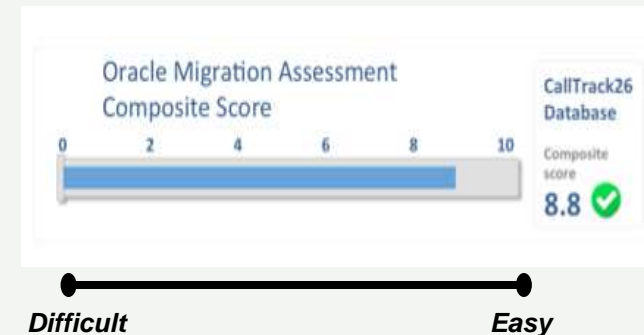 Oracle Migration Assessment
Composite Score
0 2 4 6 8 10
CallTrack26
Database
Composite
score
8.8
Difficult Easy